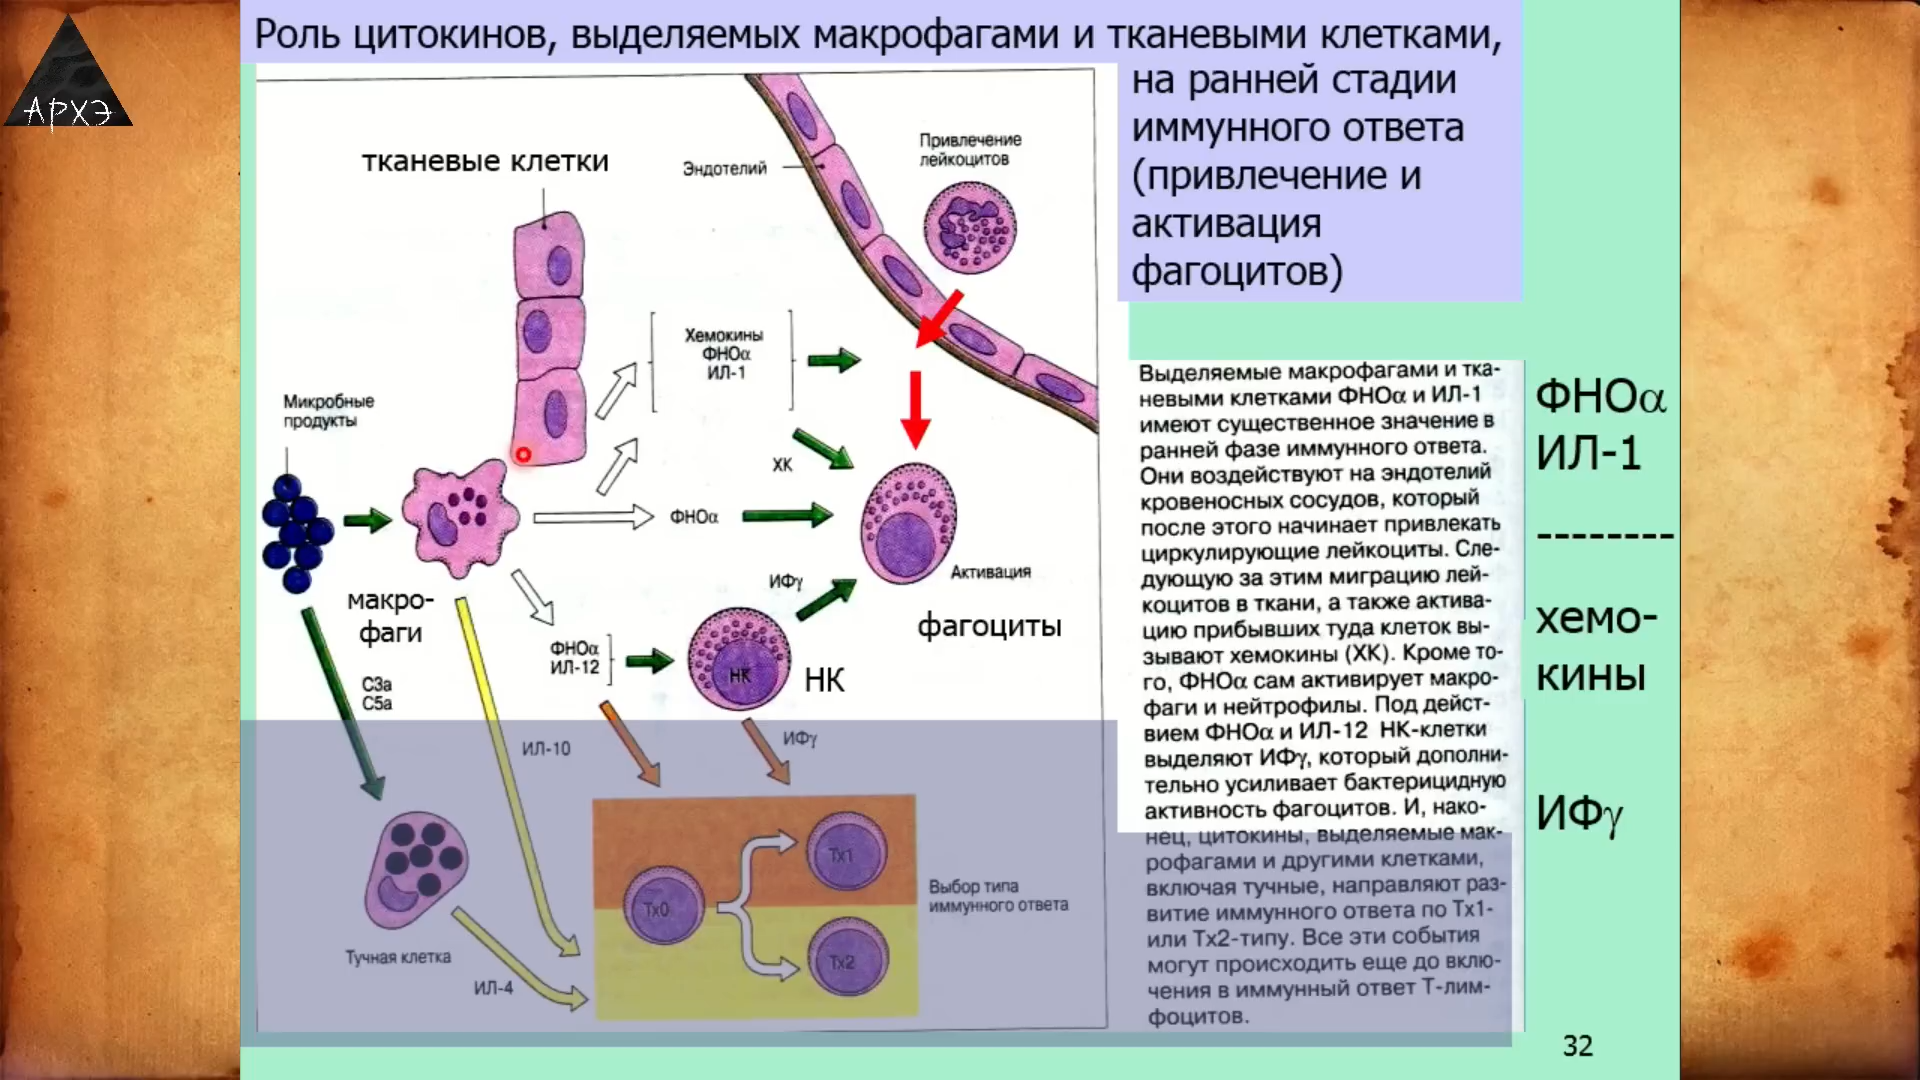 АРХЭ
Роль цитокинов, выделяемых макрофагами и тканевыми клетками,
на ранней стадии
иммунного ответа
(привлечение и
активация
фагоцитов)
тканевые клетки
Эндотелий
Привлечение
лейкоцитов
Хемокины
ФНОα
ИЛ-1
Микробные
продукты
ХК
ФНОα
Активация
ИФγ
макро-
фаги
фагоциты
ФНОα
ИЛ-12
НК
НК
C3a
C5a
ИЛ-10
ИФγ
Тх1
Тх0
Тх2
Выбор типа
иммунного ответа
Тучная клетка
ИЛ-4
Выделяемые макрофагами и тка-
невыми клетками ФНОα и ИЛ-1
имеют существенное значение в
ранней фазе иммунного ответа.
Они воздействуют на эндотелий
кровеносных сосудов, который
после этого начинает привлекать
циркулирующие лейкоциты. Сле-
дующую за этим миграцию лей-
коцитов в ткани, а также актива-
цию прибывших туда клеток вы-
зывают хемокины (ХК). Кроме то-
го, ФНОα сам активирует макро-
фаги и нейтрофилы. Под дейст-
вием ФНОα и ИЛ-12 НК-клетки
выделяют ИФγ, который дополни-
тельно усиливает бактерицидную
активность фагоцитов. И, нако-
нец, цитокины, выделяемые мак-
рофагами и другими клетками,
включая тучные, направляют раз-
витие иммунного ответа по Тх1-
или Тх2-типу. Все эти события
могут происходить еще до вклю-
чения в иммунный ответ Т-лим-
фоцитов.
ФНОα
ИЛ-1
--------
хемо-
кины
ИФγ
32